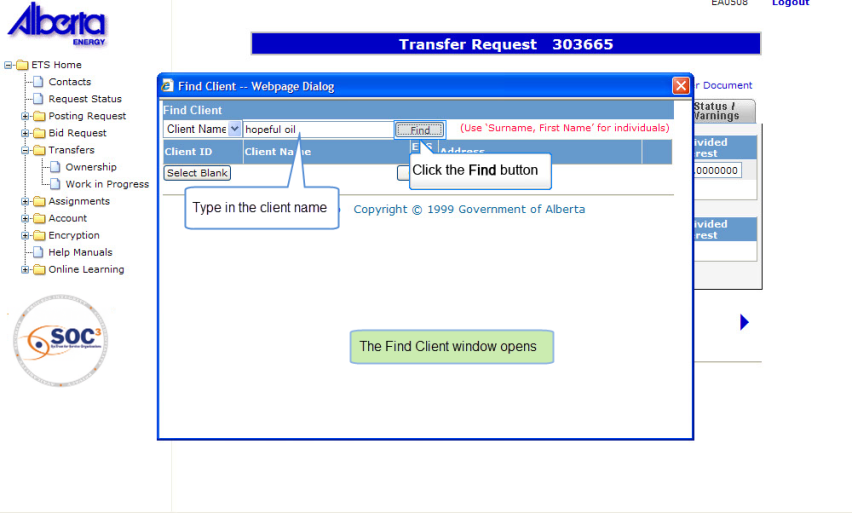 EA0508 Logout
Alberta
ENERGY
Transfer Request 303665
ETS Home
Contacts
Request Status
Posting Request
Bid Request
Transfers
Ownership
Work in Progress
Assignments
Account
Encryption
Help Manuals
Online Learning
SOC³
Find Client -- Webpage Dialog
Find Client
Client Name hopeful oil Find (Use 'Surname, First Name' for individuals)
Client ID Client Name Address
Select Blank
Click the Find button
Type in the client name
Copyright © 1999 Government of Alberta
The Find Client window opens
r Document
Status /
Warnings
ivided
rest
.0000000
ivided
rest